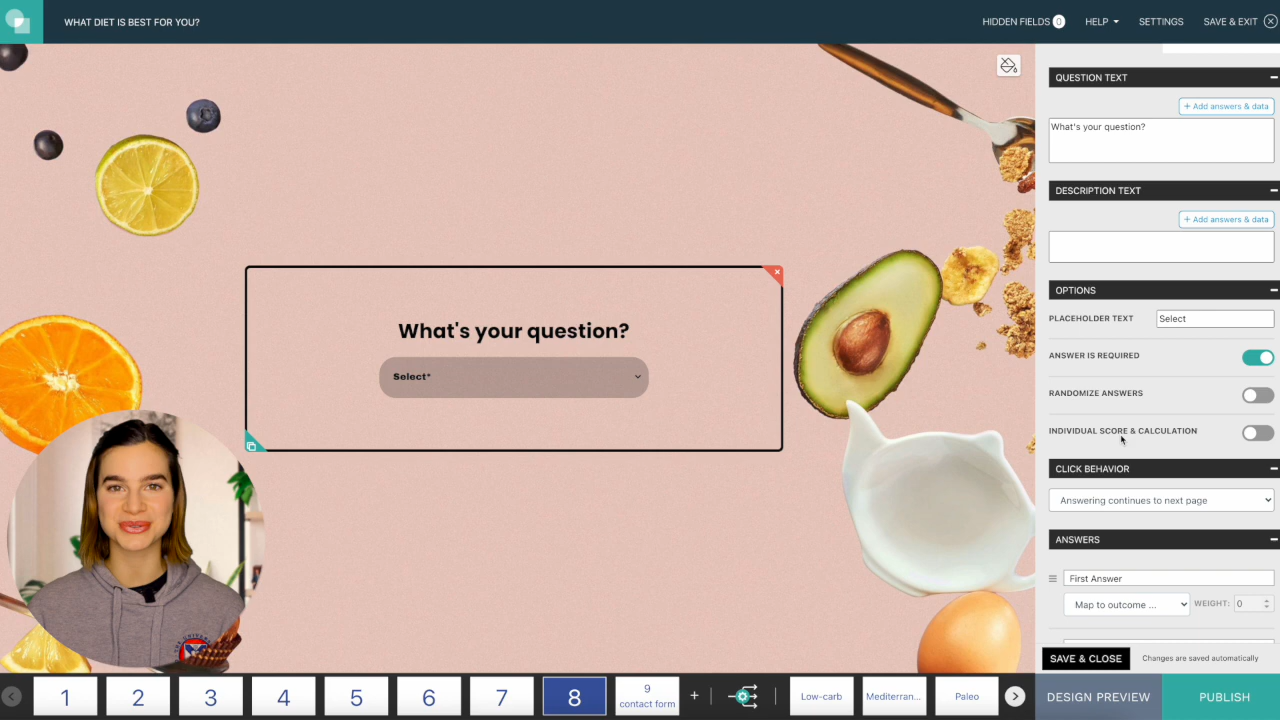 WHAT DIET IS BEST FOR YOU?
HIDDEN FIELDS 0
HELP
SETTINGS
SAVE & EXIT
QUESTION TEXT
+ Add answers & data
What's your question?
DESCRIPTION TEXT
+ Add answers & data
OPTIONS
PLACEHOLDER TEXT
Select
ANSWER IS REQUIRED
RANDOMIZE ANSWERS
INDIVIDUAL SCORE & CALCULATION
CLICK BEHAVIOR
Answering continues to next page
ANSWERS
First Answer
Map to outcome ...
WEIGHT: 0
SAVE & CLOSE
Changes are saved automatically
What's your question?
Select*
1
2
3
4
5
6
7
8
9
contact form
+
Low-carb
Mediterran...
Paleo
DESIGN PREVIEW
PUBLISH